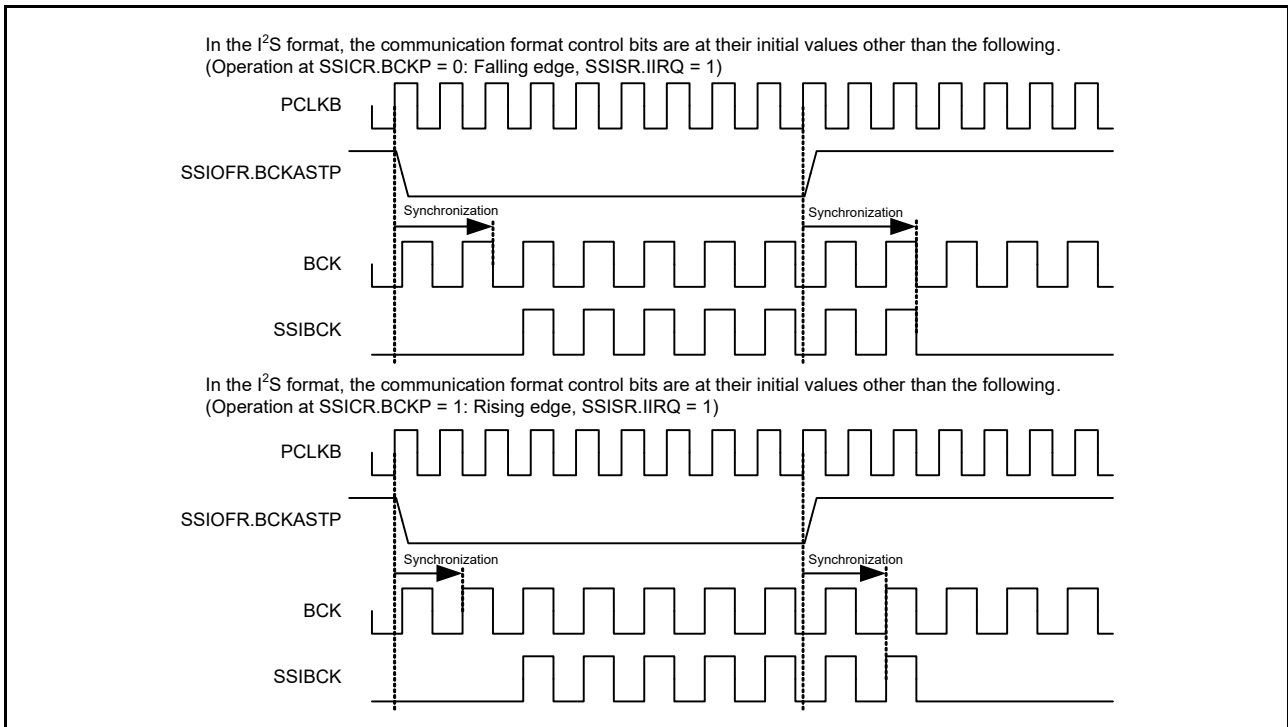 In the I²S format, the communication format control bits are at their initial values other than the following.
(Operation at SSICR.BCKP = 0: Falling edge, SSISR.IIRQ = 1)
PCLKB
SSIOFR.BCKASTP
Synchronization
Synchronization
BCK
SSIBCK
In the I²S format, the communication format control bits are at their initial values other than the following.
(Operation at SSICR.BCKP = 1: Rising edge, SSISR.IIRQ = 1)
PCLKB
SSIOFR.BCKASTP
Synchronization
Synchronization
BCK
SSIBCK